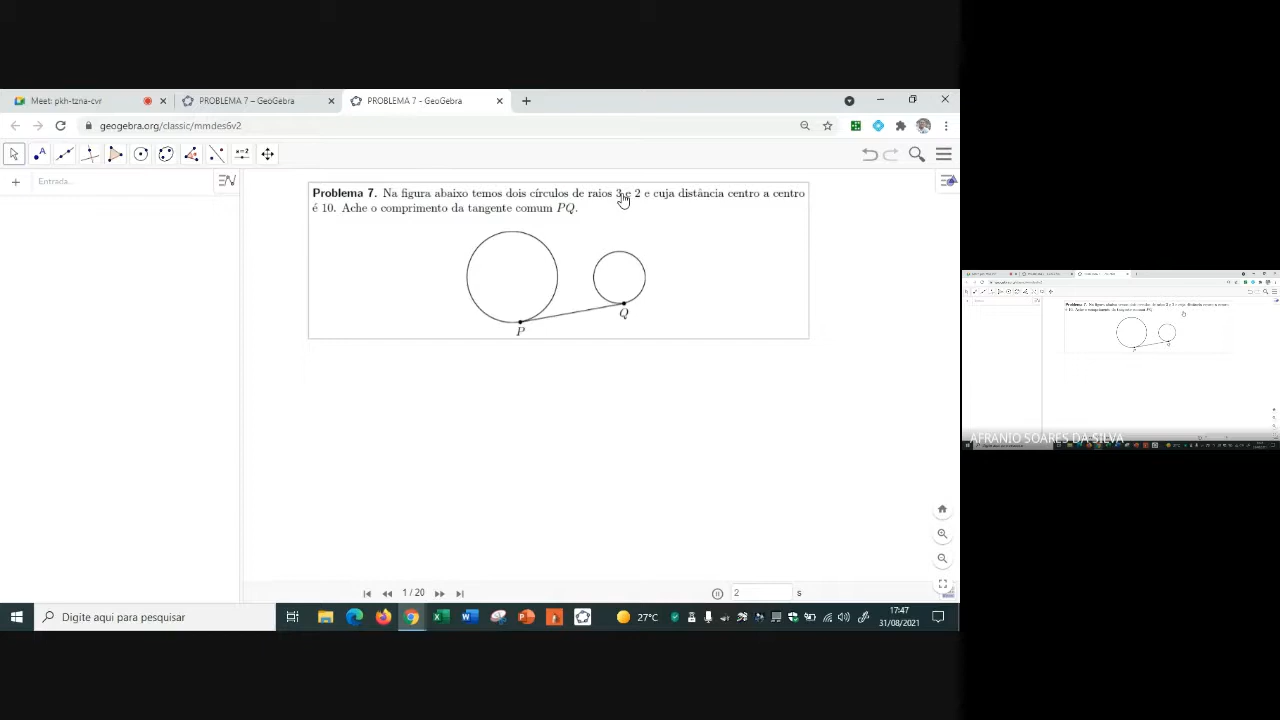 Meet: pkh-tzna-cvr
PROBLEMA 7 – GeoGebra
PROBLEMA 7 - GeoGebra
geogebra.org/classic/mmdes6v2
A
x=2
Entrada...
Problema 7. Na figura abaixo temos dois círculos de raios 3 e 2 e cuja distância centro a centro
é 10. Ache o comprimento da tangente comum PQ.
P
Q
1 / 20
2
s
Digite aqui para pesquisar
27°C
17:47
31/08/2021
AFRANIO SOARES DA SILVA